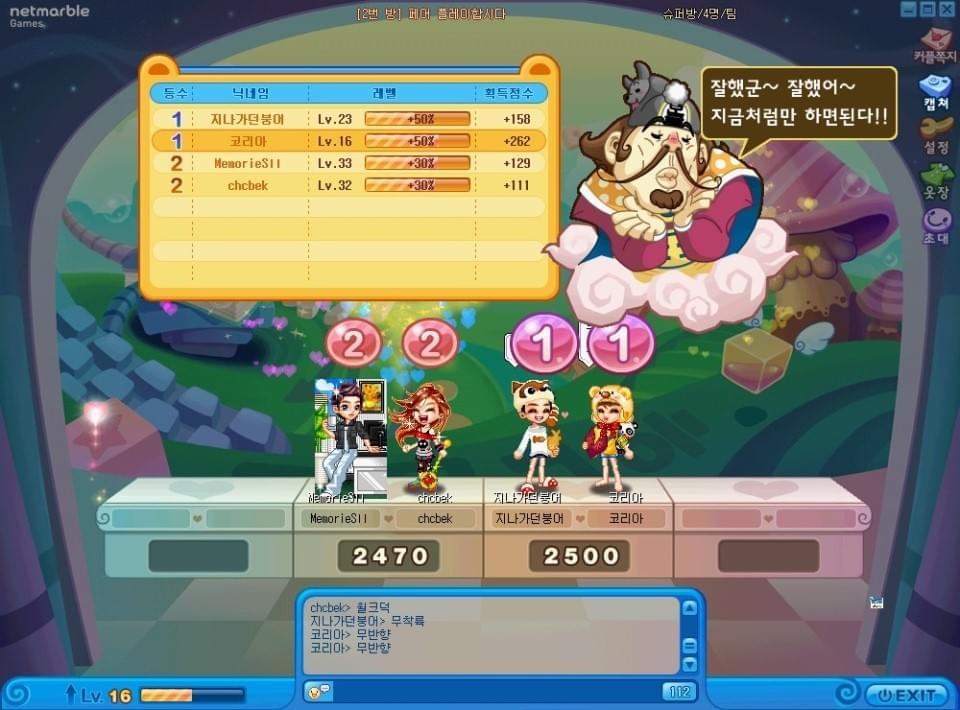 netmarble
Games
[2번 방] 페어 플레이합시다
슈퍼방/4명/팀
커플쪽지
캡쳐
설정
옷장
초대
등수 닉네임 레벨 획득점수
1 지나가던붕어 Lv.23 +50% +158
1 코리아 Lv.16 +50% +262
2 MemorieSll Lv.33 +30% +129
2 chcbek Lv.32 +30% +111
잘했군~ 잘했어~
지금처럼만 하면된다!!
2 2 1 1
MemorieSll chcbek 지나가던붕어 코리아
MemorieSll chcbek 지나가던붕어 코리아
2470 2500
chcbek> 휠크덕
지나가던붕어> 무착륙
코리아> 무반향
코리아> 무반향
112
Lv. 16
EXIT